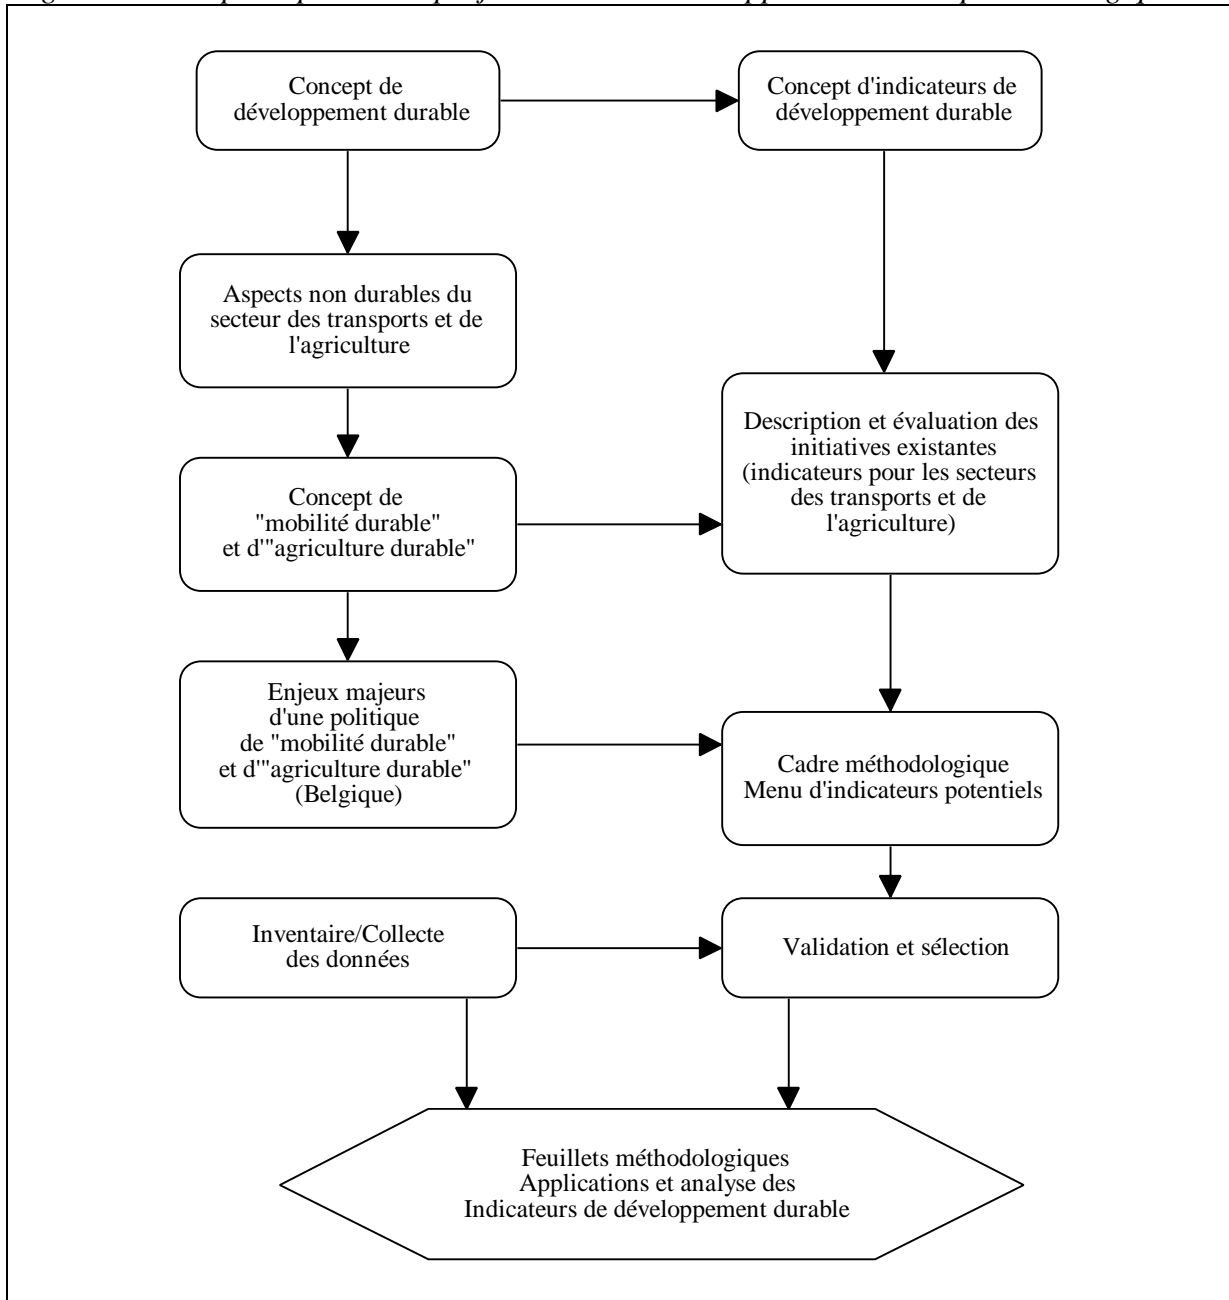 Concept de
développement durable
Concept d'indicateurs de
développement durable
Aspects non durables du
secteur des transports et de
l'agriculture
Description et évaluation des
initiatives existantes
(indicateurs pour les secteurs
des transports et de
l'agriculture)
Concept de
"mobilité durable"
et d'"agriculture durable"
Enjeux majeurs
d'une politique
de "mobilité durable"
et d'"agriculture durable"
(Belgique)
Cadre méthodologique
Menu d'indicateurs potentiels
Inventaire/Collecte
des données
Validation et sélection
Feuillets méthodologiques
Applications et analyse des
Indicateurs de développement durable